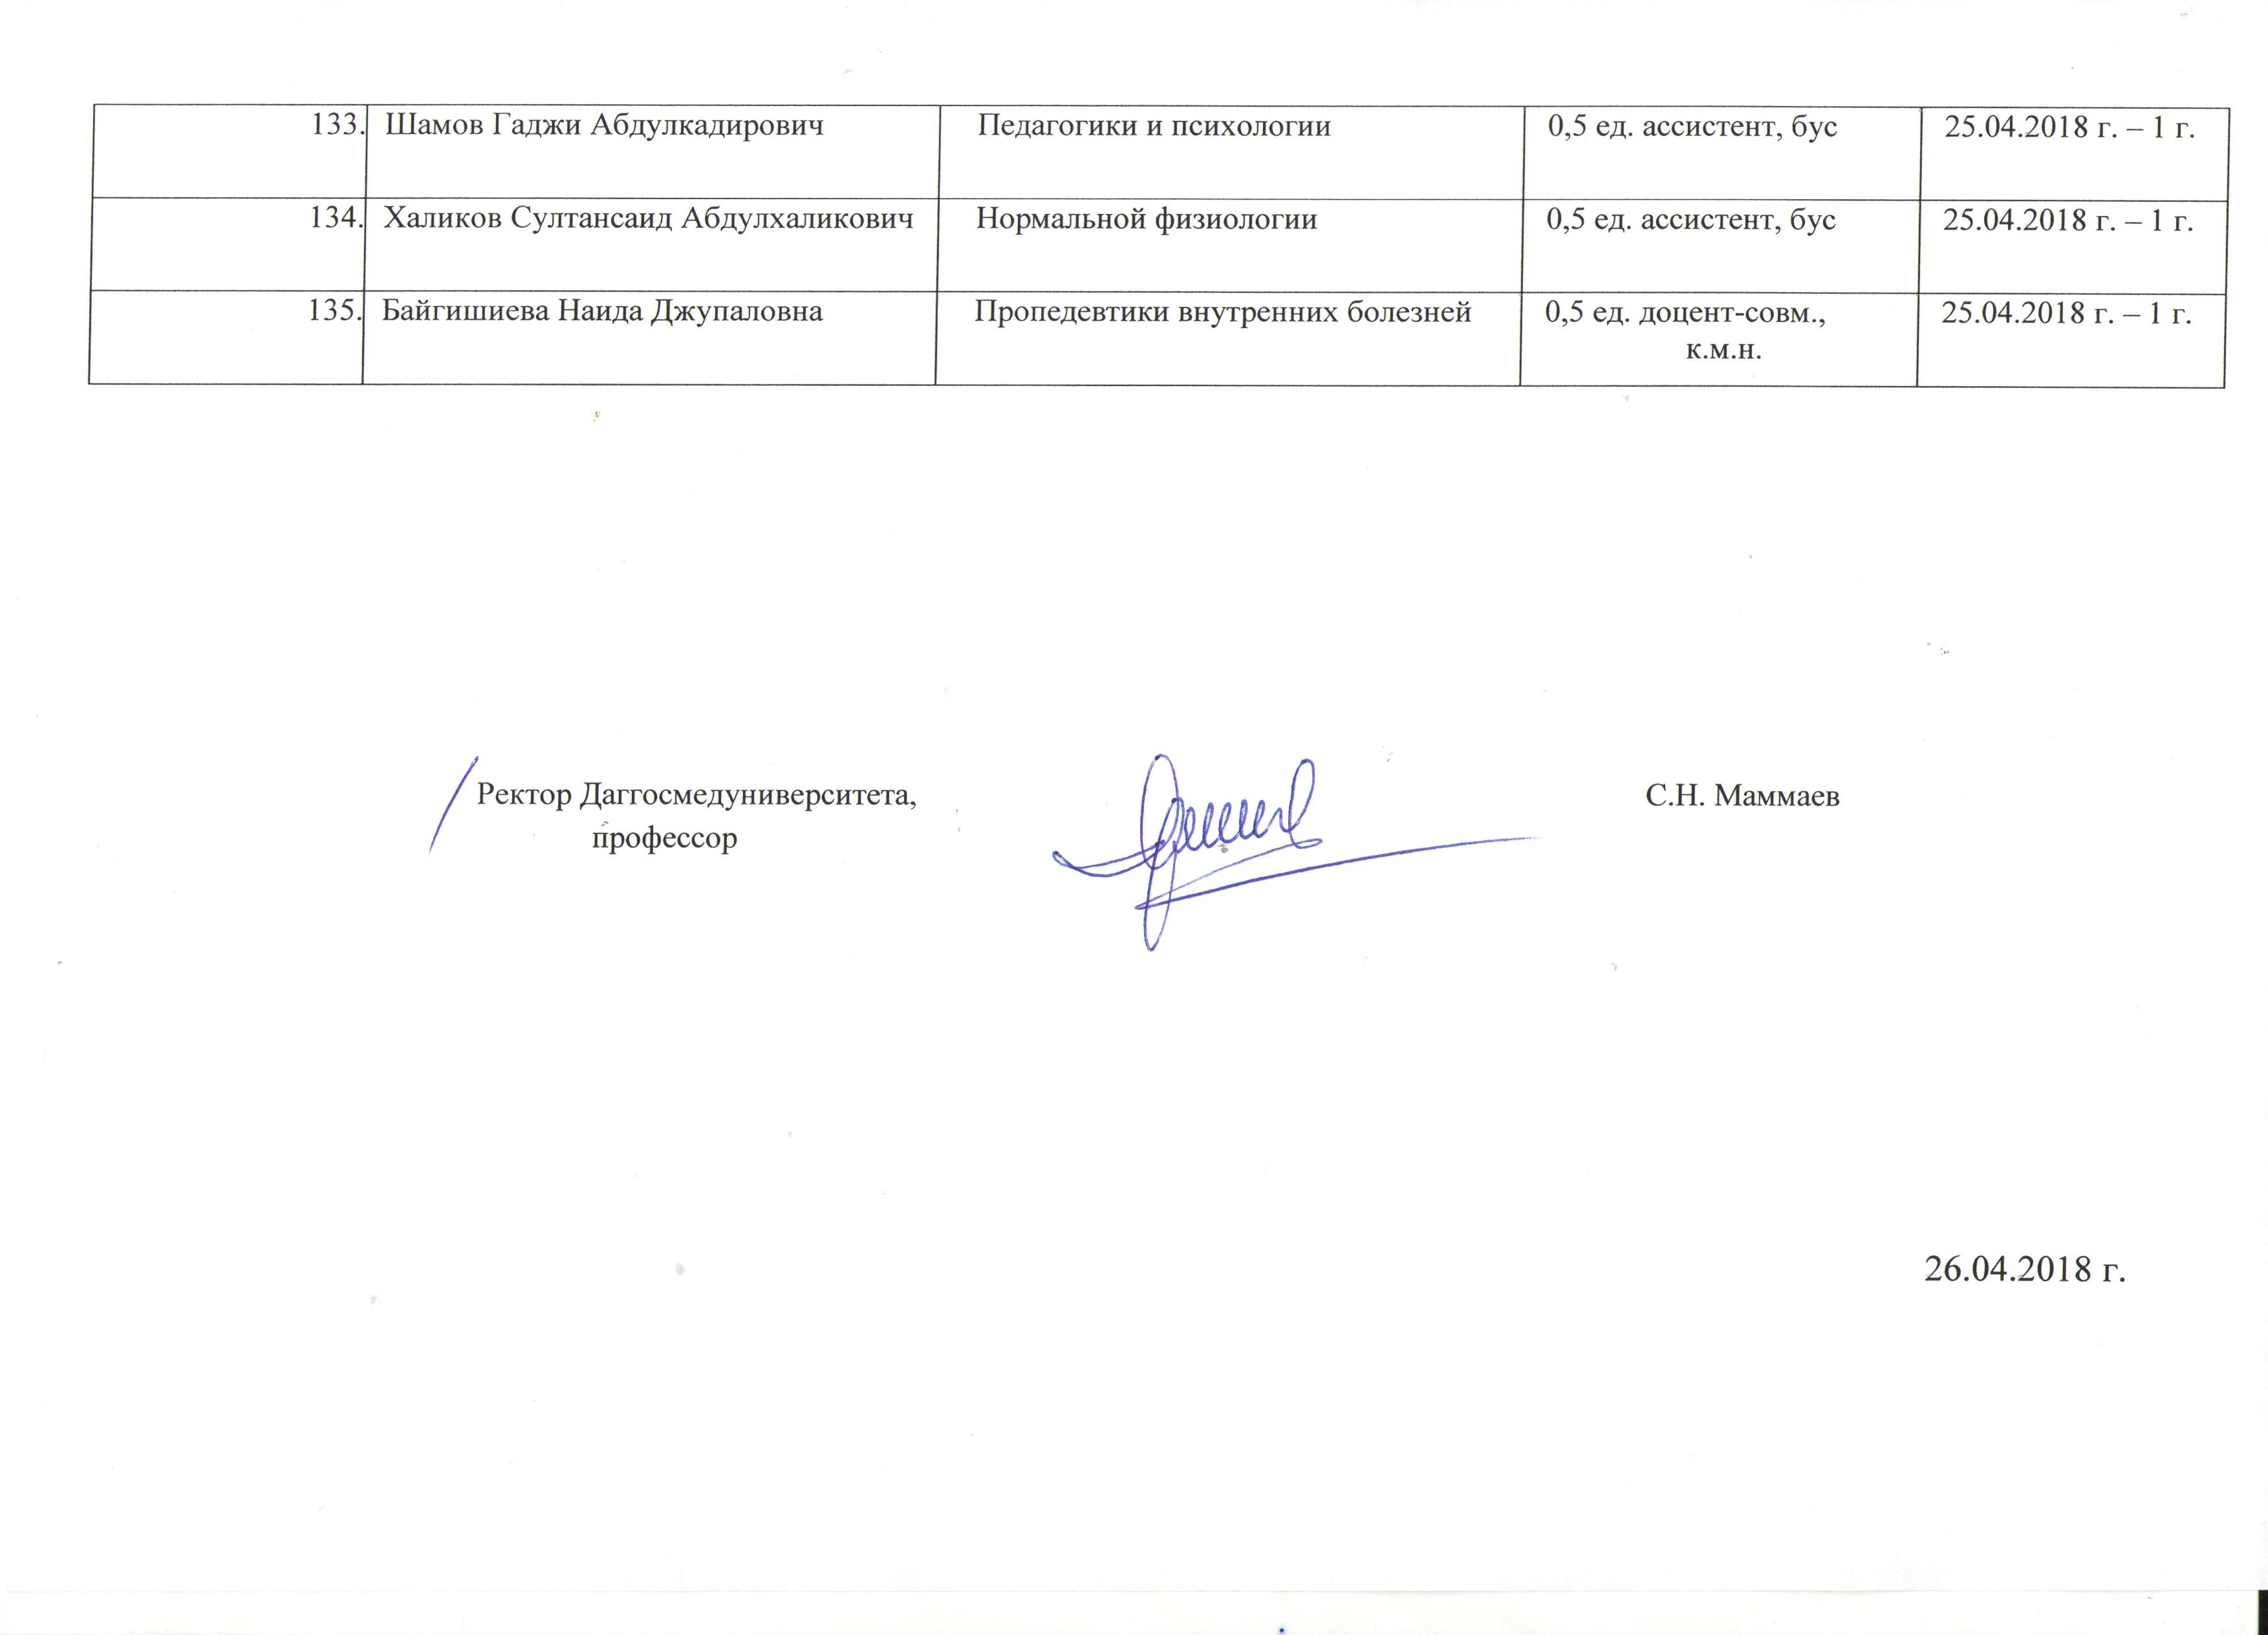 133. Шамов Гаджи Абдулкадирович Педагогики и психологии 0,5 ед. ассистент, бус 25.04.2018 г. – 1 г.
134. Халиков Султансаид Абдулхаликович Нормальной физиологии 0,5 ед. ассистент, бус 25.04.2018 г. – 1 г.
135. Байгишиева Наида Джупаловна Пропедевтики внутренних болезней 0,5 ед. доцент-совм., 25.04.2018 г. – 1 г.
к.м.н.
Ректор Даггосмедуниверситета, С.Н. Маммаев
профессор
26.04.2018 г.